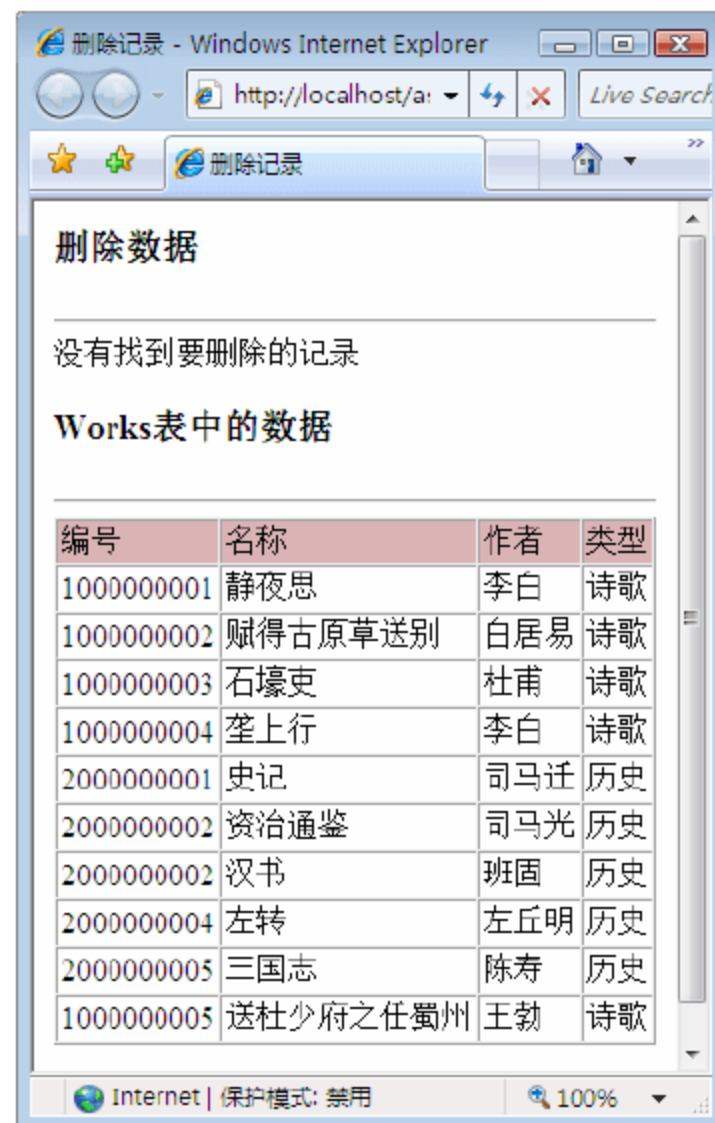 删除记录 - Windows Internet Explorer
http://localhost/a: Live Search
删除记录
删除数据
没有找到要删除的记录
Works表中的数据
编号 名称 作者 类型
1000000001 静夜思 李白 诗歌
1000000002 赋得古原草送别 白居易 诗歌
1000000003 石壕吏 杜甫 诗歌
1000000004 垄上行 李白 诗歌
2000000001 史记 司马迁 历史
2000000002 资治通鉴 司马光 历史
2000000002 汉书 班固 历史
2000000004 左转 左丘明 历史
2000000005 三国志 陈寿 历史
1000000005 送杜少府之任蜀州 王勃 诗歌
Internet | 保护模式: 禁用 100%